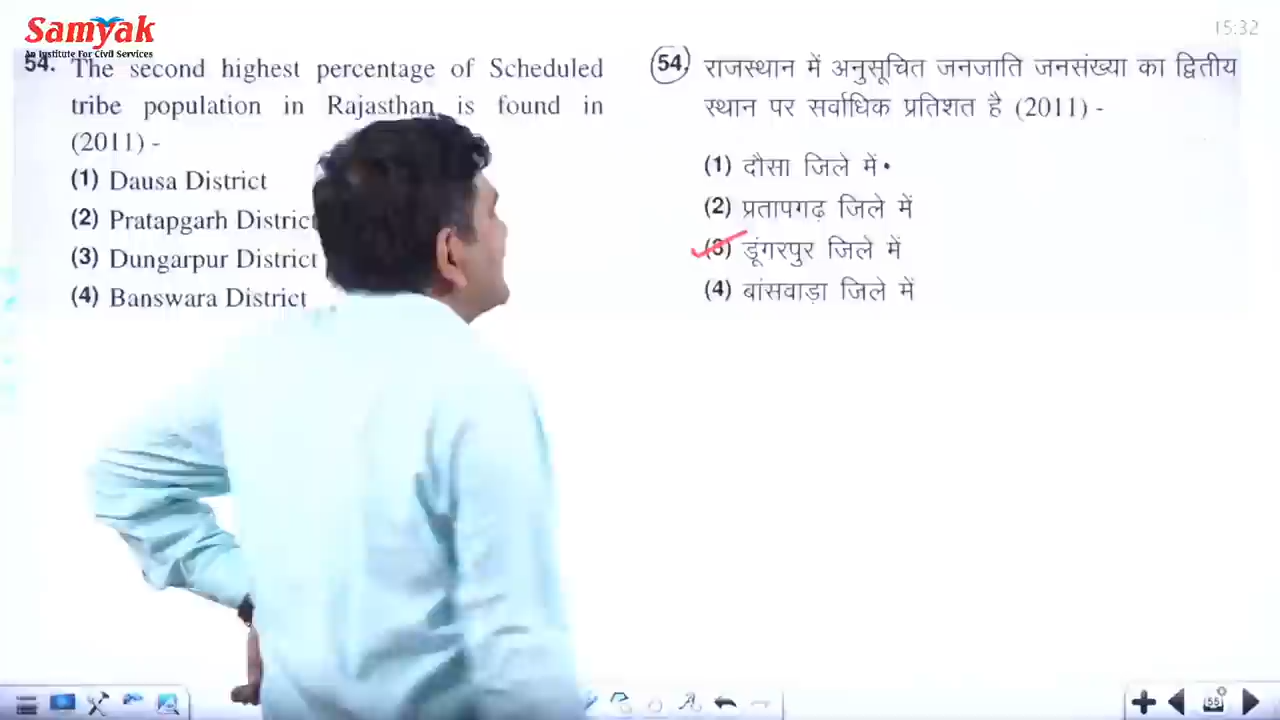 Samyak
An Institute For Civil Services
15:32
54. The second highest percentage of Scheduled
tribe population in Rajasthan is found in
(2011) -
(1) Dausa District
(2) Pratapgarh District
(3) Dungarpur District
(4) Banswara District
54. राजस्थान में अनुसूचित जनजाति जनसंख्या का द्वितीय
स्थान पर सर्वाधिक प्रतिशत है (2011) -
(1) दौसा जिले में
(2) प्रतापगढ़ जिले में
(3) डूंगरपुर जिले में
(4) बांसवाड़ा जिले में
55